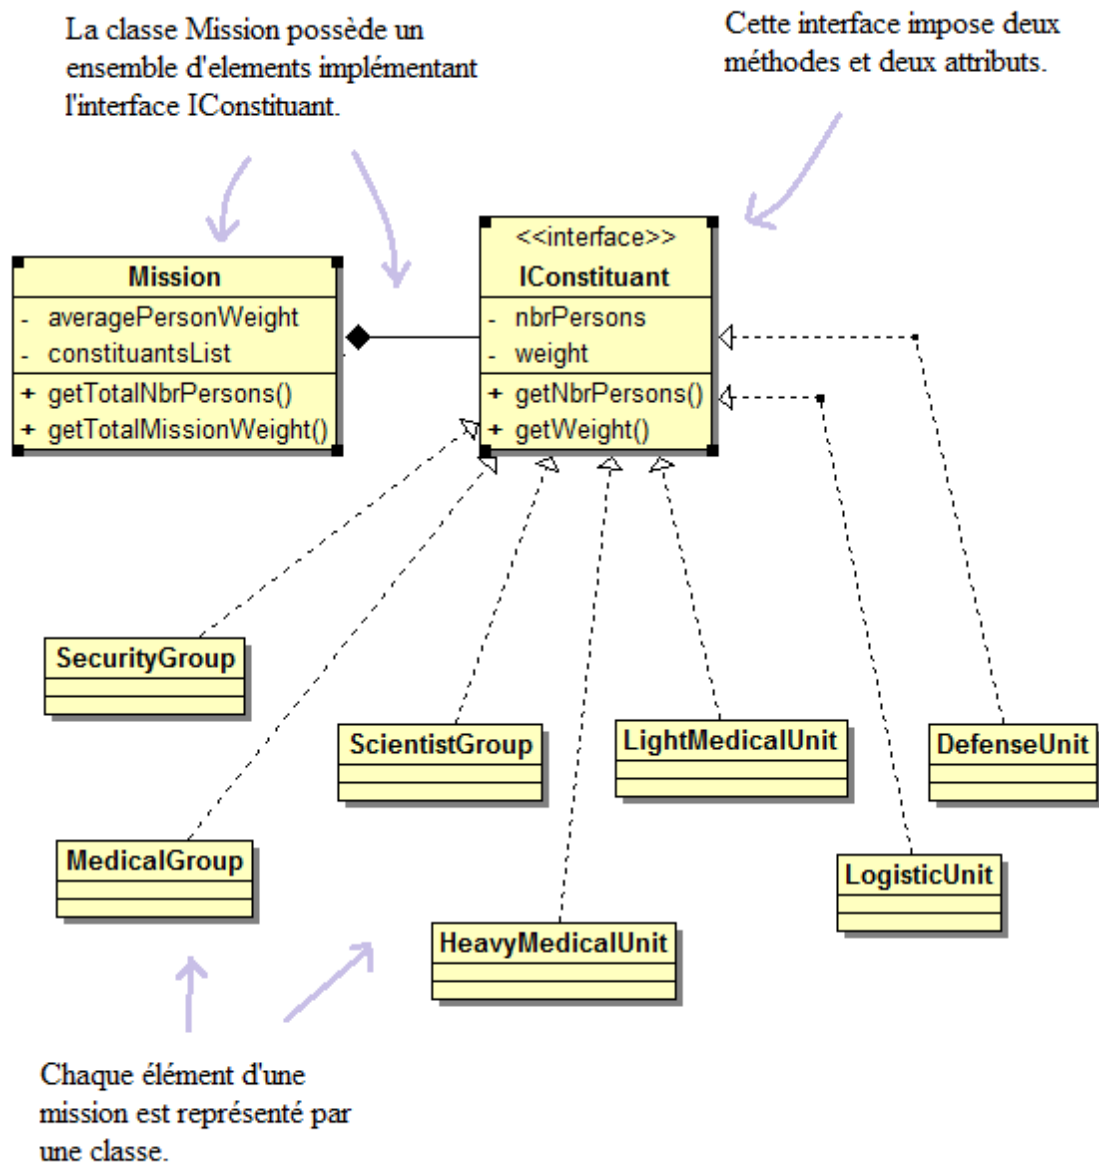 La classe Mission possède un
ensemble d'elements implémentant
l'interface IConstituant.
Cette interface impose deux
méthodes et deux attributs.
Mission
- averagePersonWeight
- constituantsList
+ getTotalNbrPersons()
+ getTotalMissionWeight()
<<interface>>
IConstituant
- nbrPersons
- weight
+ getNbrPersons()
+ getWeight()
SecurityGroup
ScientistGroup
LightMedicalUnit
DefenseUnit
MedicalGroup
HeavyMedicalUnit
LogisticUnit
Chaque élément d'une
mission est représenté par
une classe.